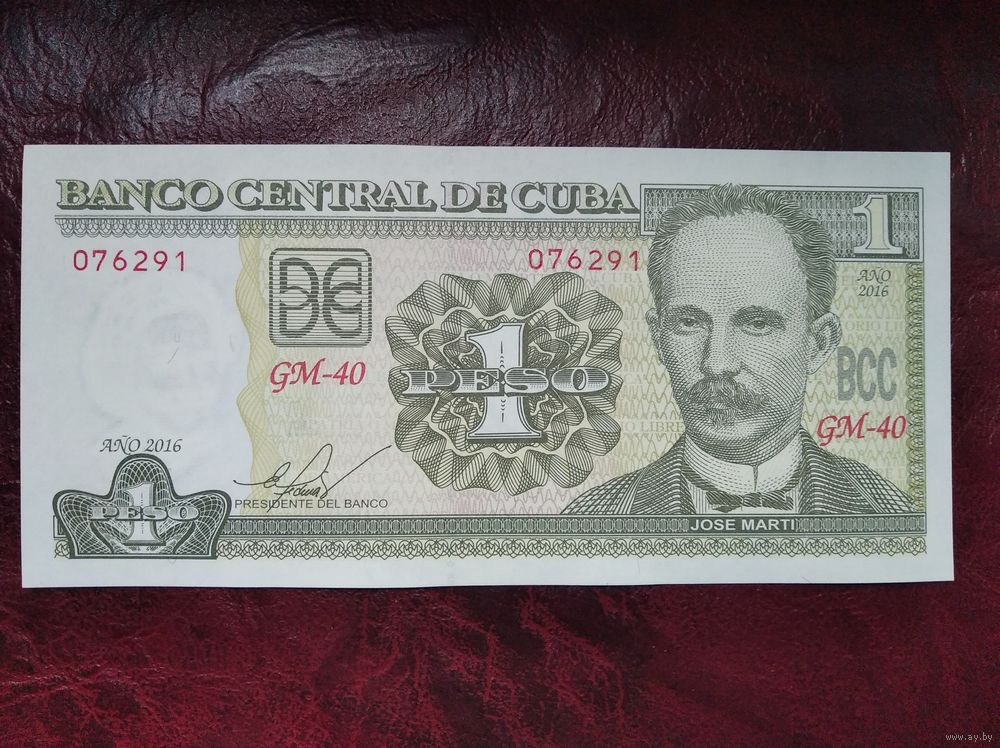 BANCO CENTRAL DE CUBA
1
076291
076291
AÑO
2016
BCC
GM-40
GM-40
1
PESO
AÑO 2016
1
PESO
PRESIDENTE DEL BANCO
JOSE MARTI
www.ay.by